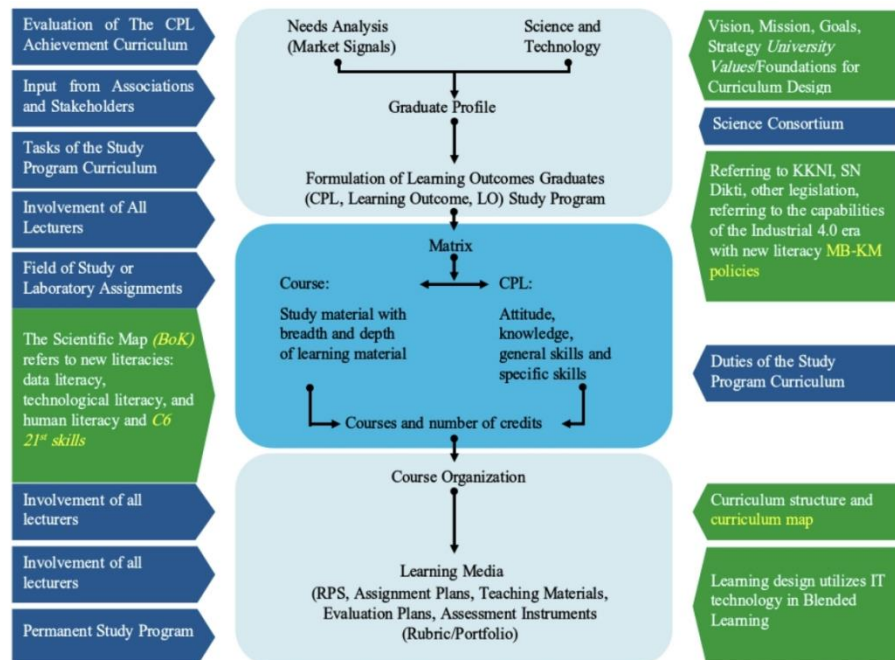 Evaluation of The CPL
Achievement Curriculum
Input from Associations
and Stakeholders
Tasks of the Study
Program Curriculum
Involvement of All
Lecturers
Field of Study or
Laboratory Assignments
The Scientific Map (BoK)
refers to new literacies:
data literacy,
technological literacy, and
human literacy and C6
21st skills
Involvement of all
lecturers
Involvement of all
lecturers
Permanent Study Program
Needs Analysis
(Market Signals)
Science and
Technology
Graduate Profile
Formulation of Learning Outcomes Graduates
(CPL, Learning Outcome, LO) Study Program
Matrix
Course:
Study material with
breadth and depth
of learning material
CPL:
Attitude,
knowledge,
general skills and
specific skills
Courses and number of credits
Course Organization
Learning Media
(RPS, Assignment Plans, Teaching Materials,
Evaluation Plans, Assessment Instruments
(Rubric/Portfolio)
Vision, Mission, Goals,
Strategy University
Values/Foundations for
Curriculum Design
Science Consortium
Referring to KKNI, SN
Dikti, other legislation,
referring to the capabilities
of the Industrial 4.0 era
with new literacy MB-KM
policies
Duties of the Study
Program Curriculum
Curriculum structure and
curriculum map
Learning design utilizes IT
technology in Blended
Learning